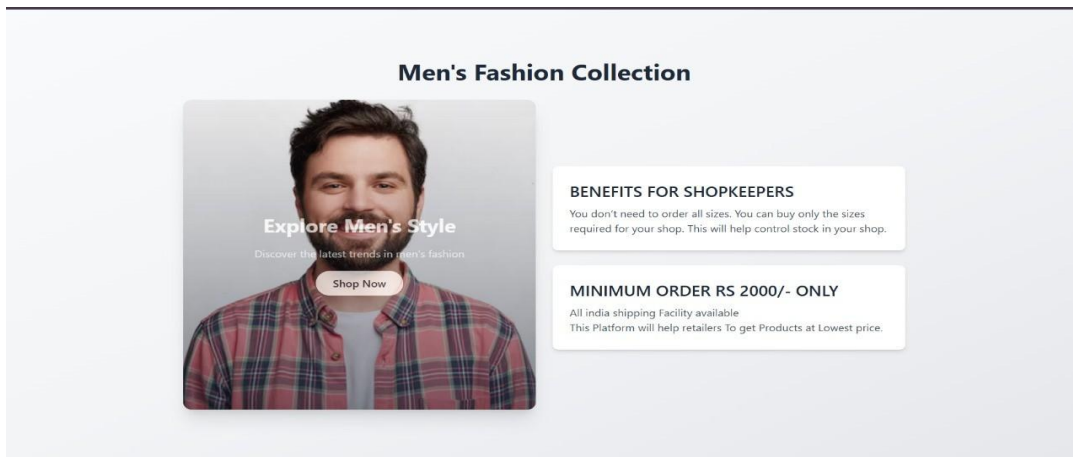 Men's Fashion Collection
Explore Men's Style
Discover the latest trends in men's fashion.
Shop Now
BENEFITS FOR SHOPKEEPERS
You don't need to order all sizes. You can buy only the sizes
required for your shop. This will help control stock in your shop.
MINIMUM ORDER RS 2000/- ONLY
All india shipping Facility available
This Platform will help retailers To get Products at Lowest price.